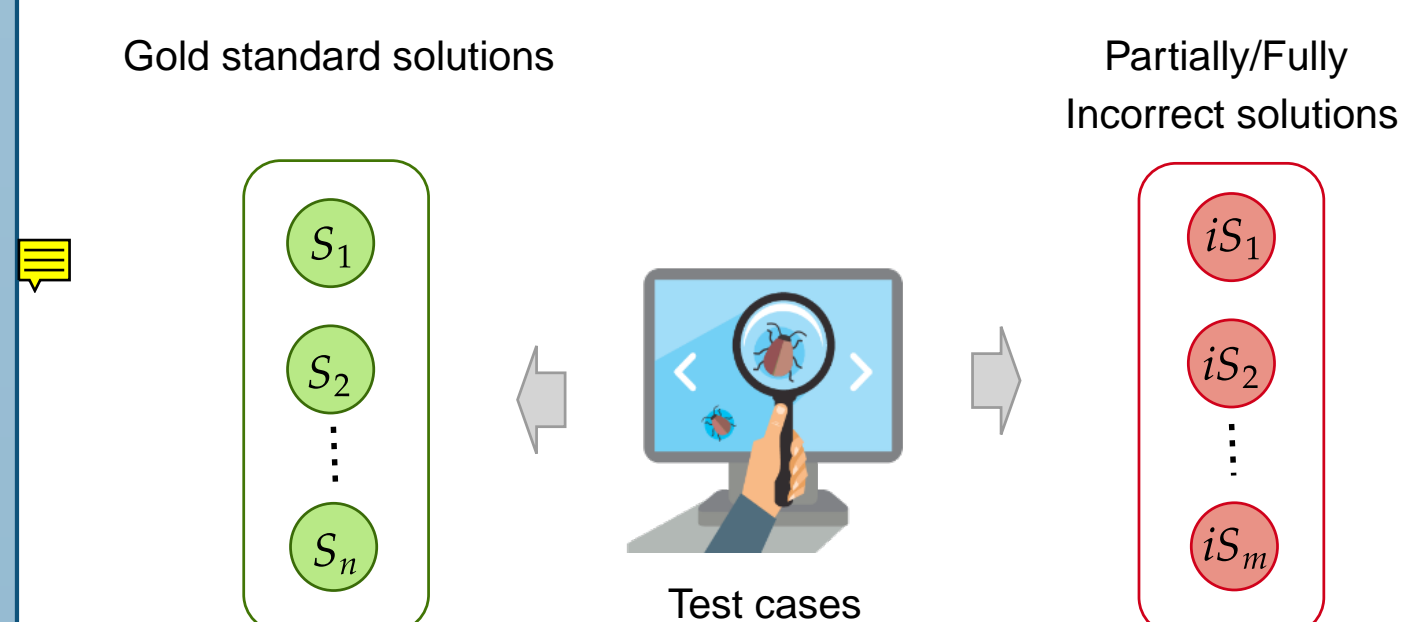 Gold standard solutions
Partially/Fully
Incorrect solutions
S₁
S₂
Sₙ
iS₁
iS₂
iSₘ
Test cases